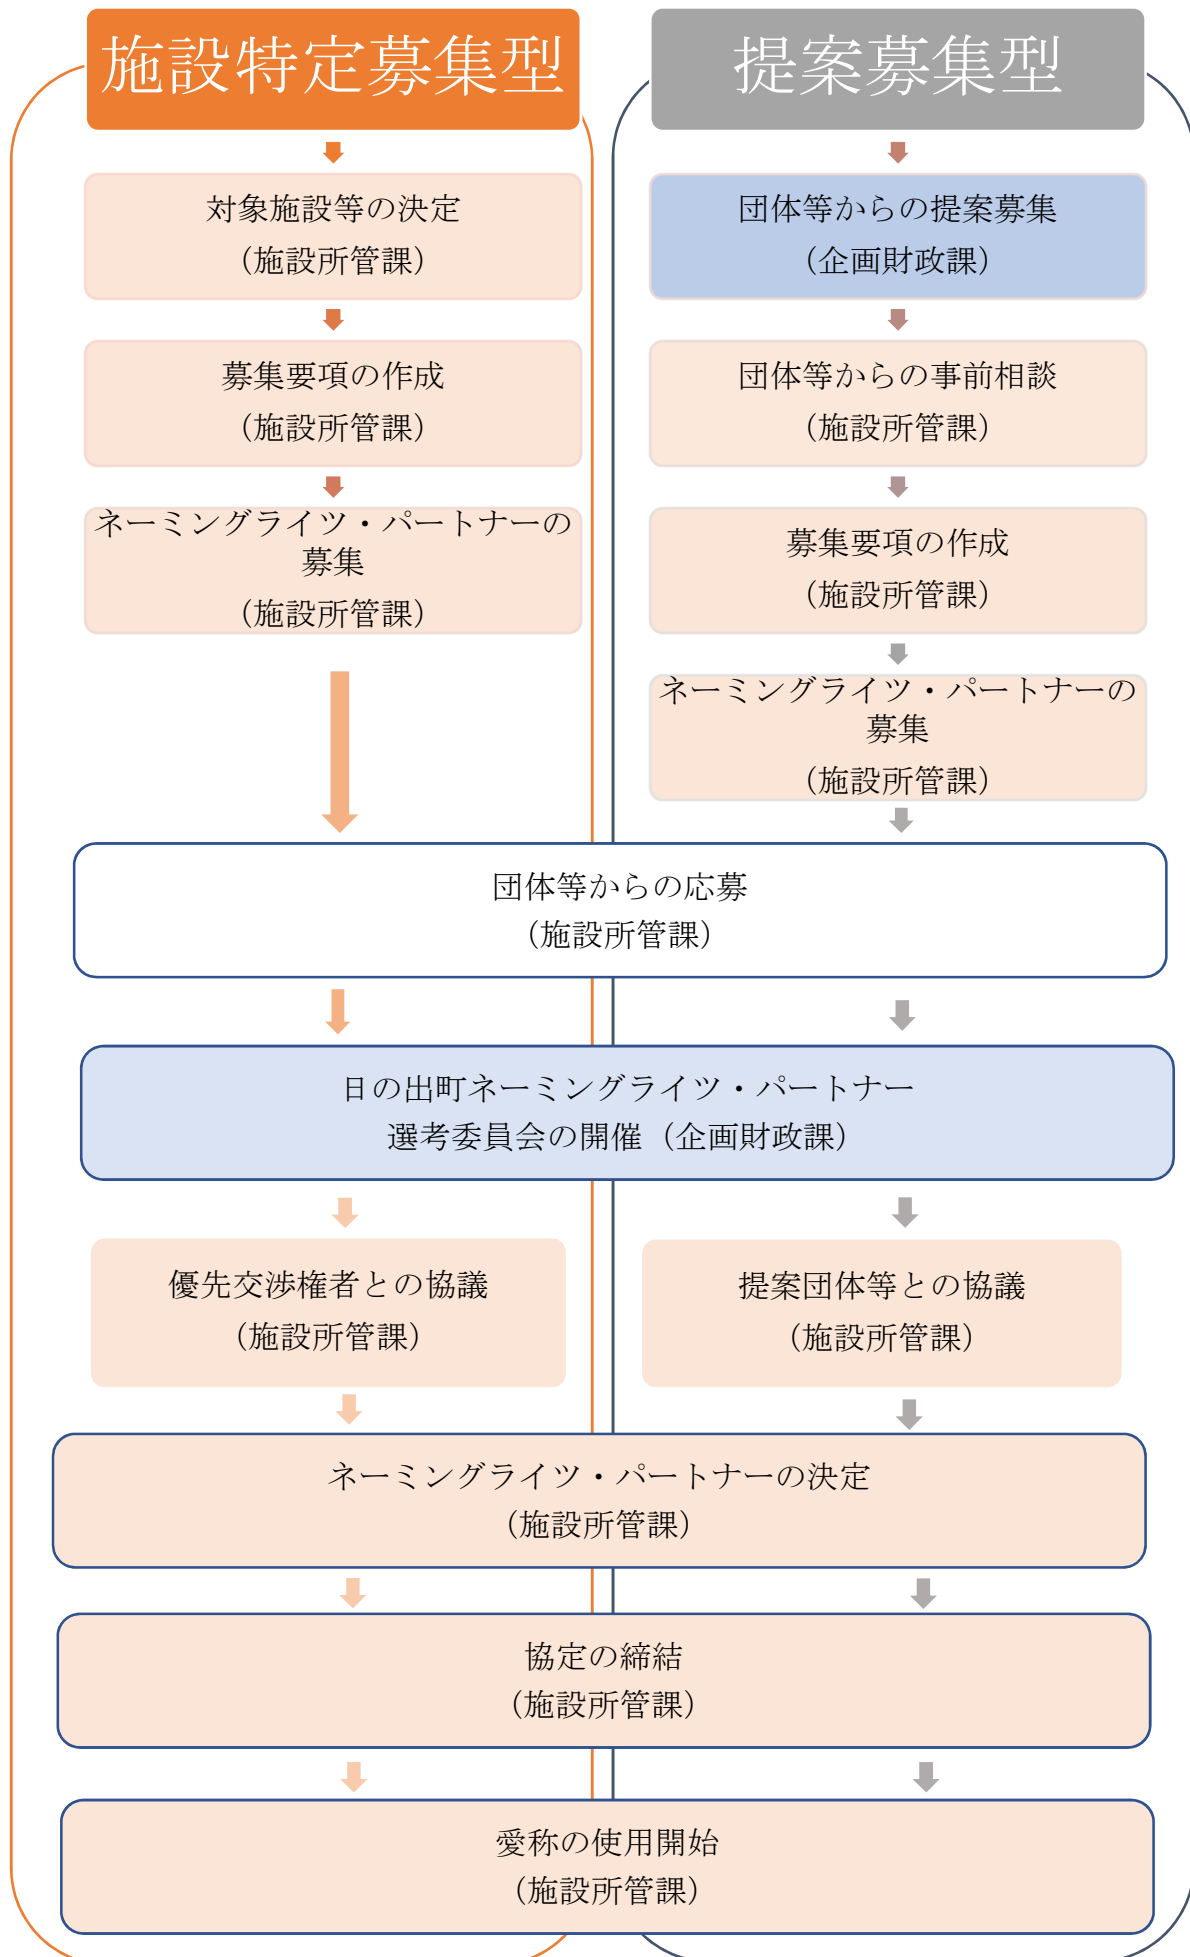 施設特定募集型
対象施設等の決定
（施設所管課）
募集要項の作成
（施設所管課）
ネーミングライツ・パートナーの
募集
（施設所管課）
提案募集型
団体等からの提案募集
（企画財政課）
団体等からの事前相談
（施設所管課）
募集要項の作成
（施設所管課）
ネーミングライツ・パートナーの
募集
（施設所管課）
団体等からの応募
（施設所管課）
日の出町ネーミングライツ・パートナー
選考委員会の開催（企画財政課）
優先交渉権者との協議
（施設所管課）
提案団体等との協議
（施設所管課）
ネーミングライツ・パートナーの決定
（施設所管課）
協定の締結
（施設所管課）
愛称の使用開始
（施設所管課）